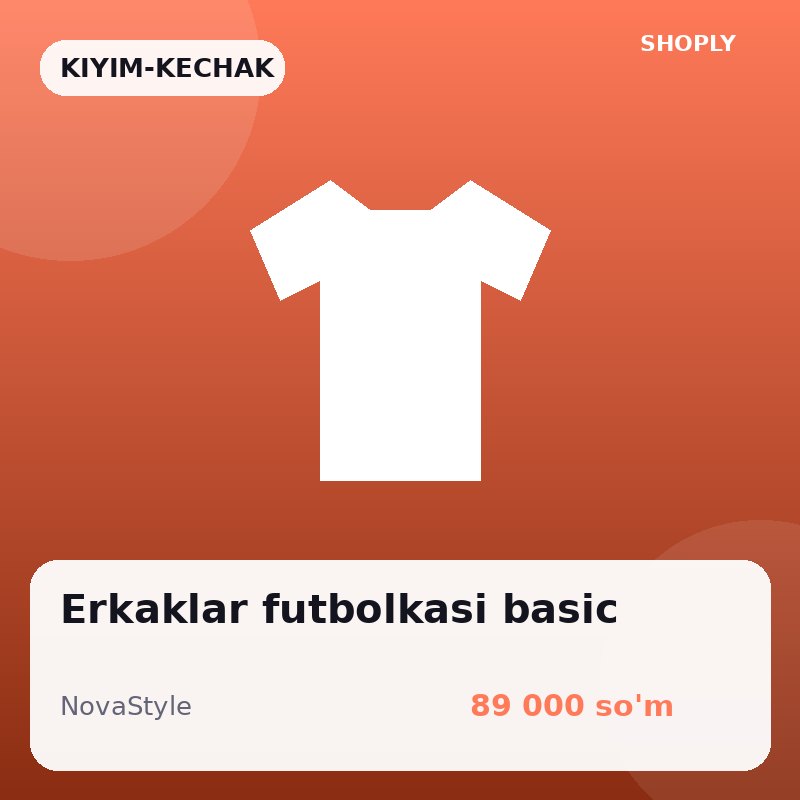 KIYIM-KECHAK
SHOPLY
Erkaklar futbolkasi basic
NovaStyle
89 000 so'm